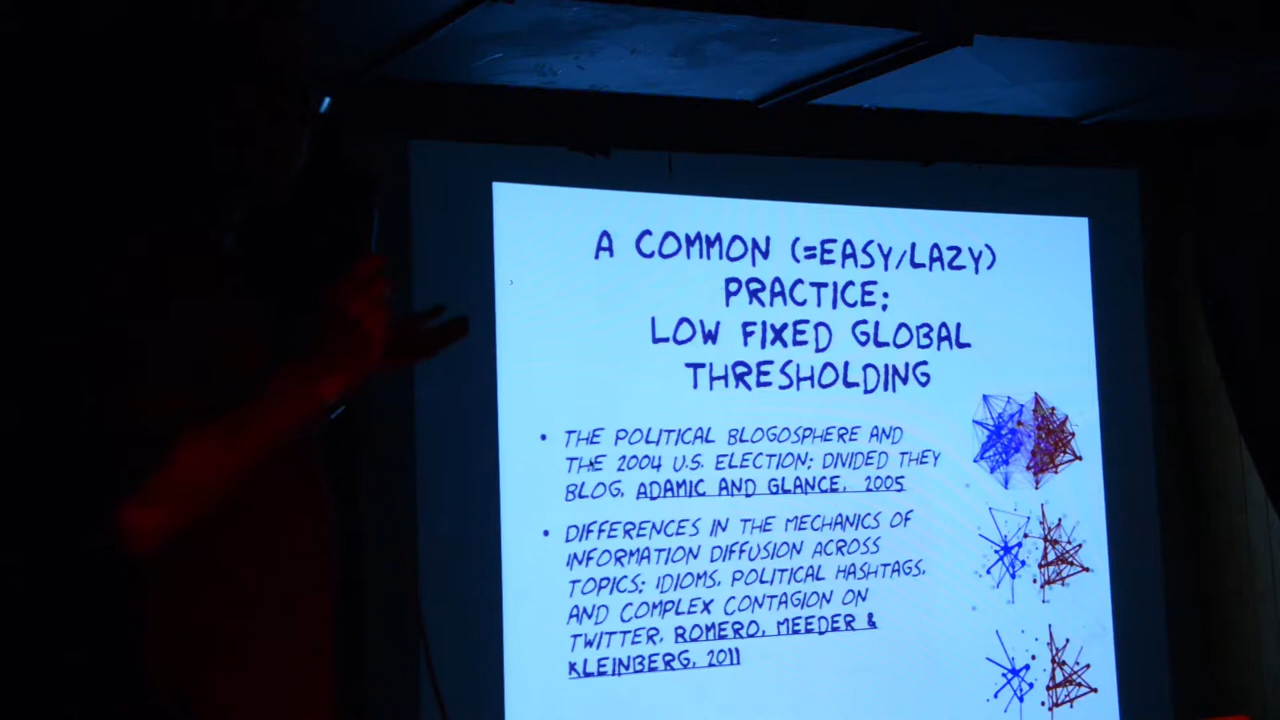 A COMMON (=EASY/LAZY)
PRACTICE:
LOW FIXED GLOBAL
THRESHOLDING
• THE POLITICAL BLOGOSPHERE AND
THE 2004 U.S. ELECTION: DIVIDED THEY
BLOG, ADAMIC AND GLANCE, 2005
• DIFFERENCES IN THE MECHANICS OF
INFORMATION DIFFUSION ACROSS
TOPICS: IDIOMS, POLITICAL HASHTAGS,
AND COMPLEX CONTAGION ON
TWITTER, ROMERO, MEEDER &
KLEINBERG, 2011